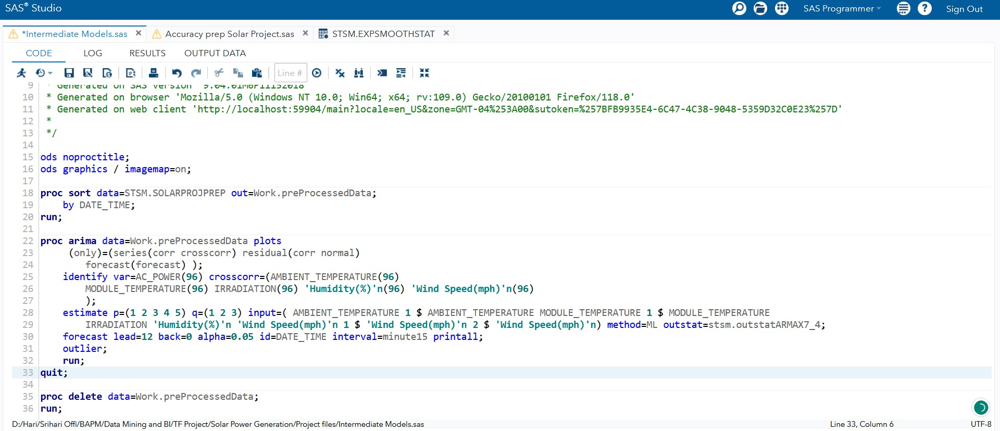 SAS® Studio
SAS Programmer
Sign Out
*Intermediate Models.sas
Accuracy prep Solar Project.sas
STSM.EXPSMOOTHSTAT
CODE LOG RESULTS OUTPUT DATA
Line #
9 * Generated on SAS version '9.04.01M6P11152018'
10 * Generated on browser 'Mozilla/5.0 (Windows NT 10.0; Win64; x64; rv:109.0) Gecko/20100101 Firefox/118.0'
11 * Generated on web client 'http://localhost:59904/main?locale=en_US&zone=GMT-04%253A00&sutoken=%257BFB9935E4-6C47-4C38-9048-5359D32C0E23%257D'
12 *
13 */
14
15 ods noproctitle;
16 ods graphics / imagemap=on;
17
18 proc sort data=STSM.SOLARPROJPREP out=Work.preProcessedData;
19 by DATE_TIME;
20 run;
21
22 proc arima data=Work.preProcessedData plots
23 (only)=(series(corr crosscorr) residual(corr normal)
24 forecast(forecast) );
25 identify var=AC_POWER(96) crosscorr=(AMBIENT_TEMPERATURE(96)
26 MODULE_TEMPERATURE(96) IRRADIATION(96) 'Humidity(%)'n(96) 'Wind Speed(mph)'n(96)
27 );
28 estimate p=(1 2 3 4 5) q=(1 2 3) input=( AMBIENT_TEMPERATURE 1 $ AMBIENT_TEMPERATURE MODULE_TEMPERATURE 1 $ MODULE_TEMPERATURE
29 IRRADIATION 'Humidity(%)'n 'Wind Speed(mph)'n 1 $ 'Wind Speed(mph)'n 2 $ 'Wind Speed(mph)'n) method=ML outstat=stsm.outstatARMAX7_4;
30 forecast lead=12 back=0 alpha=0.05 id=DATE_TIME interval=minute15 printall;
31 outlier;
32 run;
33 quit;
34
35 proc delete data=Work.preProcessedData;
36 run;
D:/Hari/Srihari Offi/BAPM/Data Mining and BI/TF Project/Solar Power Generation/Project files/Intermediate Models.sas
Line 33, Column 6
UTF-8